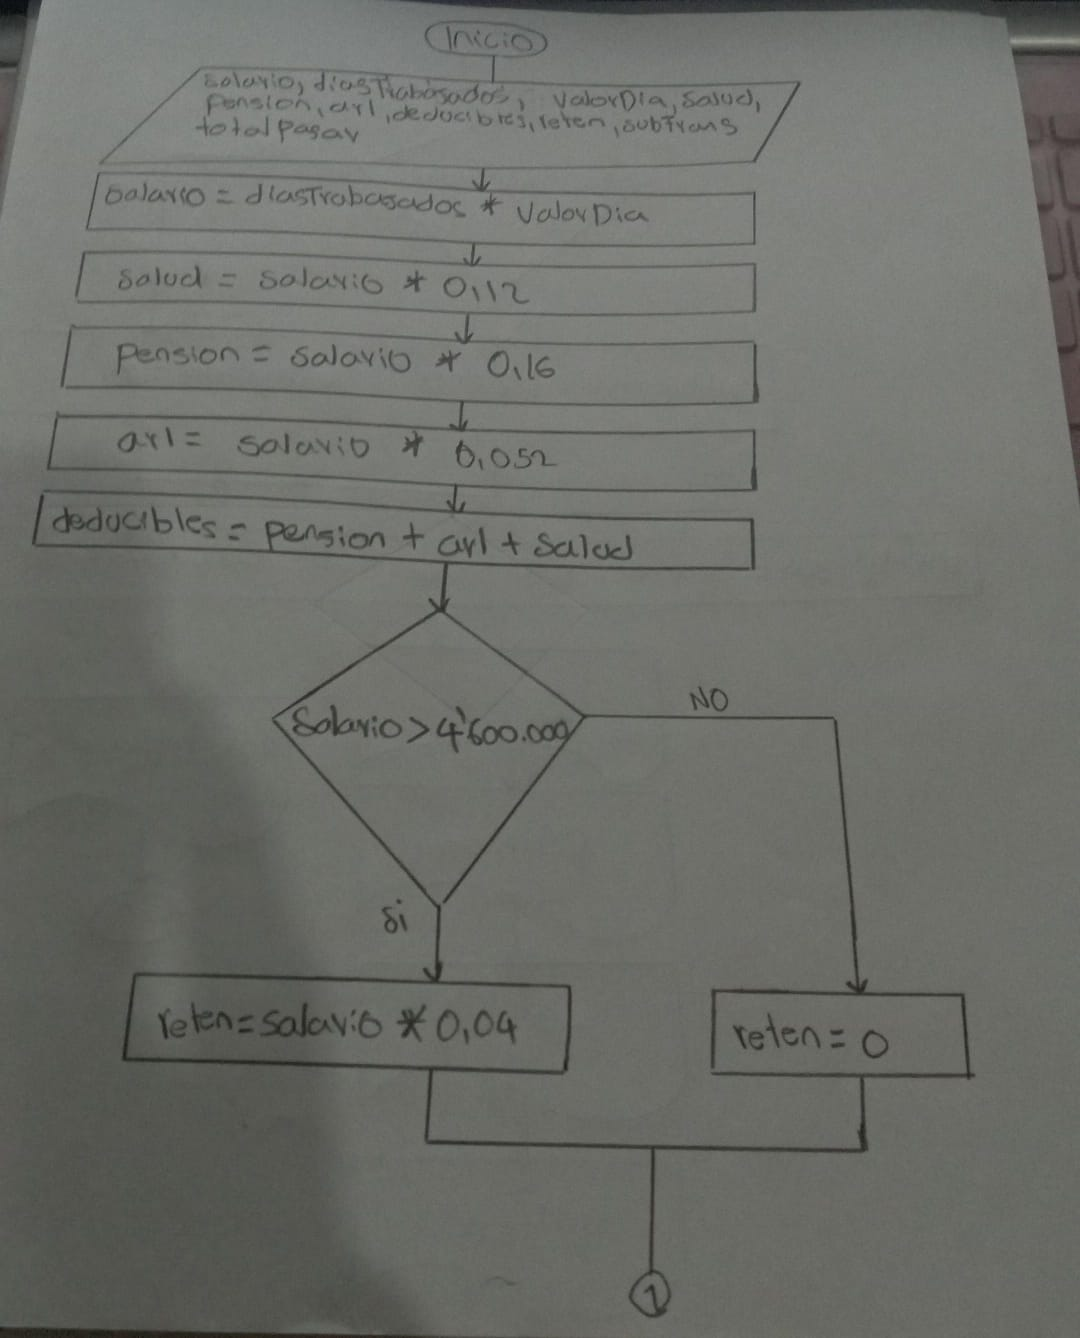 Inicio
salario, diasTrabajados, ValorDia, Salud,
pension, arl, deducibles, reten, subTrans
totalpagar
Salario = diasTrabajados * ValorDia
Salud = Salario * 0,12
Pension = Salario * 0,16
arl = Salario * 0,052
deducibles = pension + arl + Salud
Salario > 4'600.000
NO
Si
reten = salario * 0,04
reten = 0
1